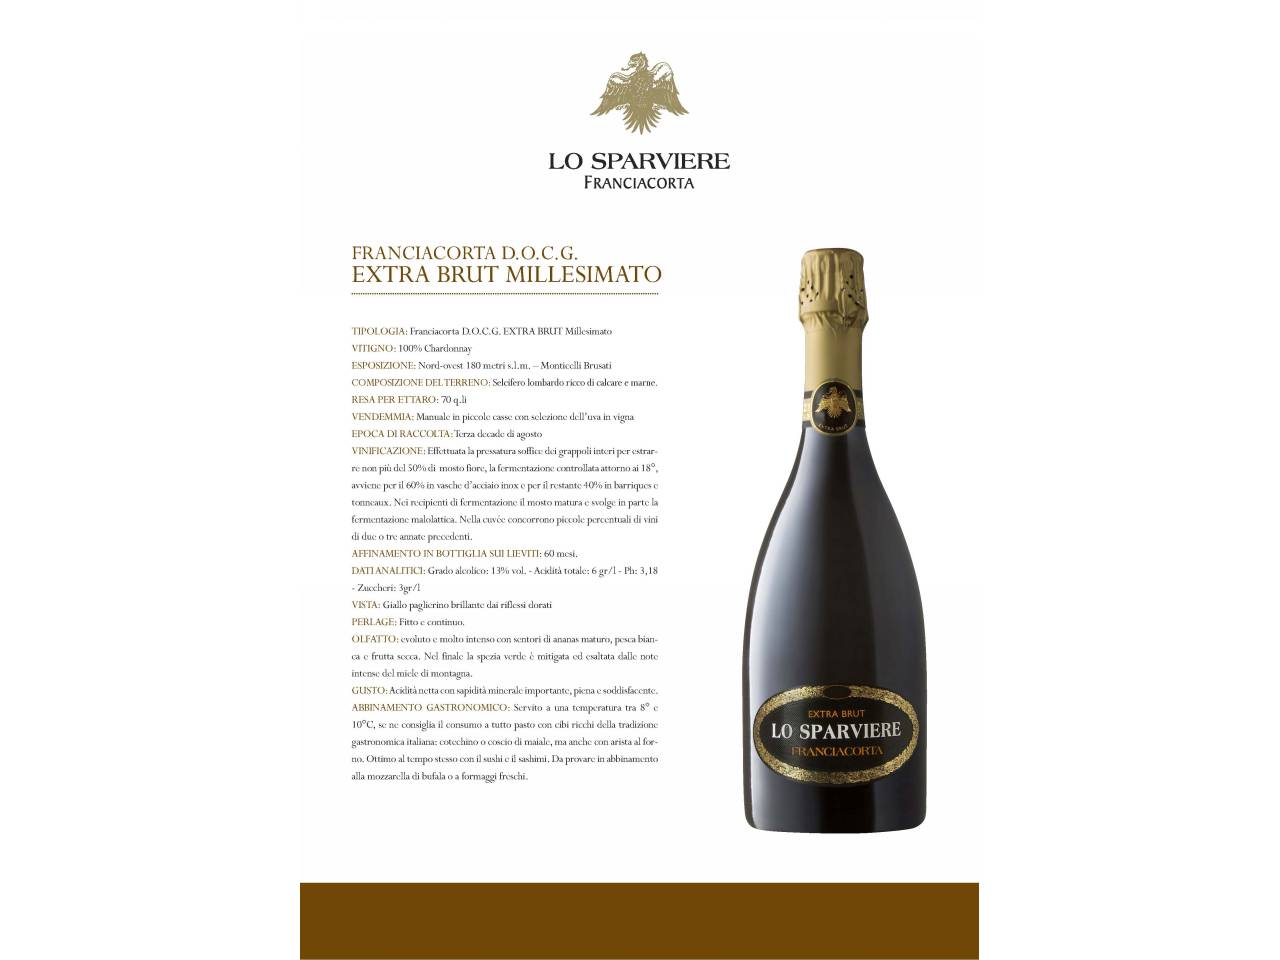 LO SPARVIERE
FRANCIACORTA
FRANCIACORTA D.O.C.G.
EXTRA BRUT MILLESIMATO
TIPOLOGIA: Franciacorta D.O.C.G. EXTRA BRUT Millesimato
VITIGNO: 100% Chardonnay
ESPOSIZIONE: Nord-ovest 180 metri s.l.m. – Monticelli Brusati
COMPOSIZIONE DEL TERRENO: Selcifero lombardo ricco di calcare e marne.
RESA PER ETTARO: 70 q.li
VENDEMMIA: Manuale in piccole casse con selezione dell'uva in vigna
EPOCA DI RACCOLTA: Terza decade di agosto
VINIFICAZIONE: Effettuata la pressatura soffice dei grappoli interi per estrar-
re non più del 50% di mosto fiore, la fermentazione controllata attorno ai 18°,
avviene per il 60% in vasche d'acciaio inox e per il restante 40% in barriques e
tonneaux. Nei recipienti di fermentazione il mosto matura e svolge in parte la
fermentazione malolattica. Nella cuvée concorrono piccole percentuali di vini
di due o tre annate precedenti.
AFFINAMENTO IN BOTTIGLIA SUI LIEVITI: 60 mesi.
DATI ANALITICI: Grado alcolico: 13% vol. - Acidità totale: 6 gr/l - Ph: 3,18
- Zuccheri: 3gr/l
VISTA: Giallo paglierino brillante dai riflessi dorati
PERLAGE: Fitto e continuo.
OLFATTO: evoluto e molto intenso con sentori di ananas maturo, pesca bian-
ca e frutta secca. Nel finale la spezia verde è mitigata ed esaltata dalle note
intense del miele di montagna.
GUSTO: Acidità netta con sapidità minerale importante, piena e soddisfacente.
ABBINAMENTO GASTRONOMICO: Servito a una temperatura tra 8° e
10°C, se ne consiglia il consumo a tutto pasto con cibi ricchi della tradizione
gastronomica italiana: cotechino o coscio di maiale, ma anche con arista al for-
no. Ottimo al tempo stesso con il sushi e il sashimi. Da provare in abbinamento
alla mozzarella di bufala o a formaggi freschi.
EXTRA BRUT
EXTRA BRUT
LO SPARVIERE
FRANCIACORTA